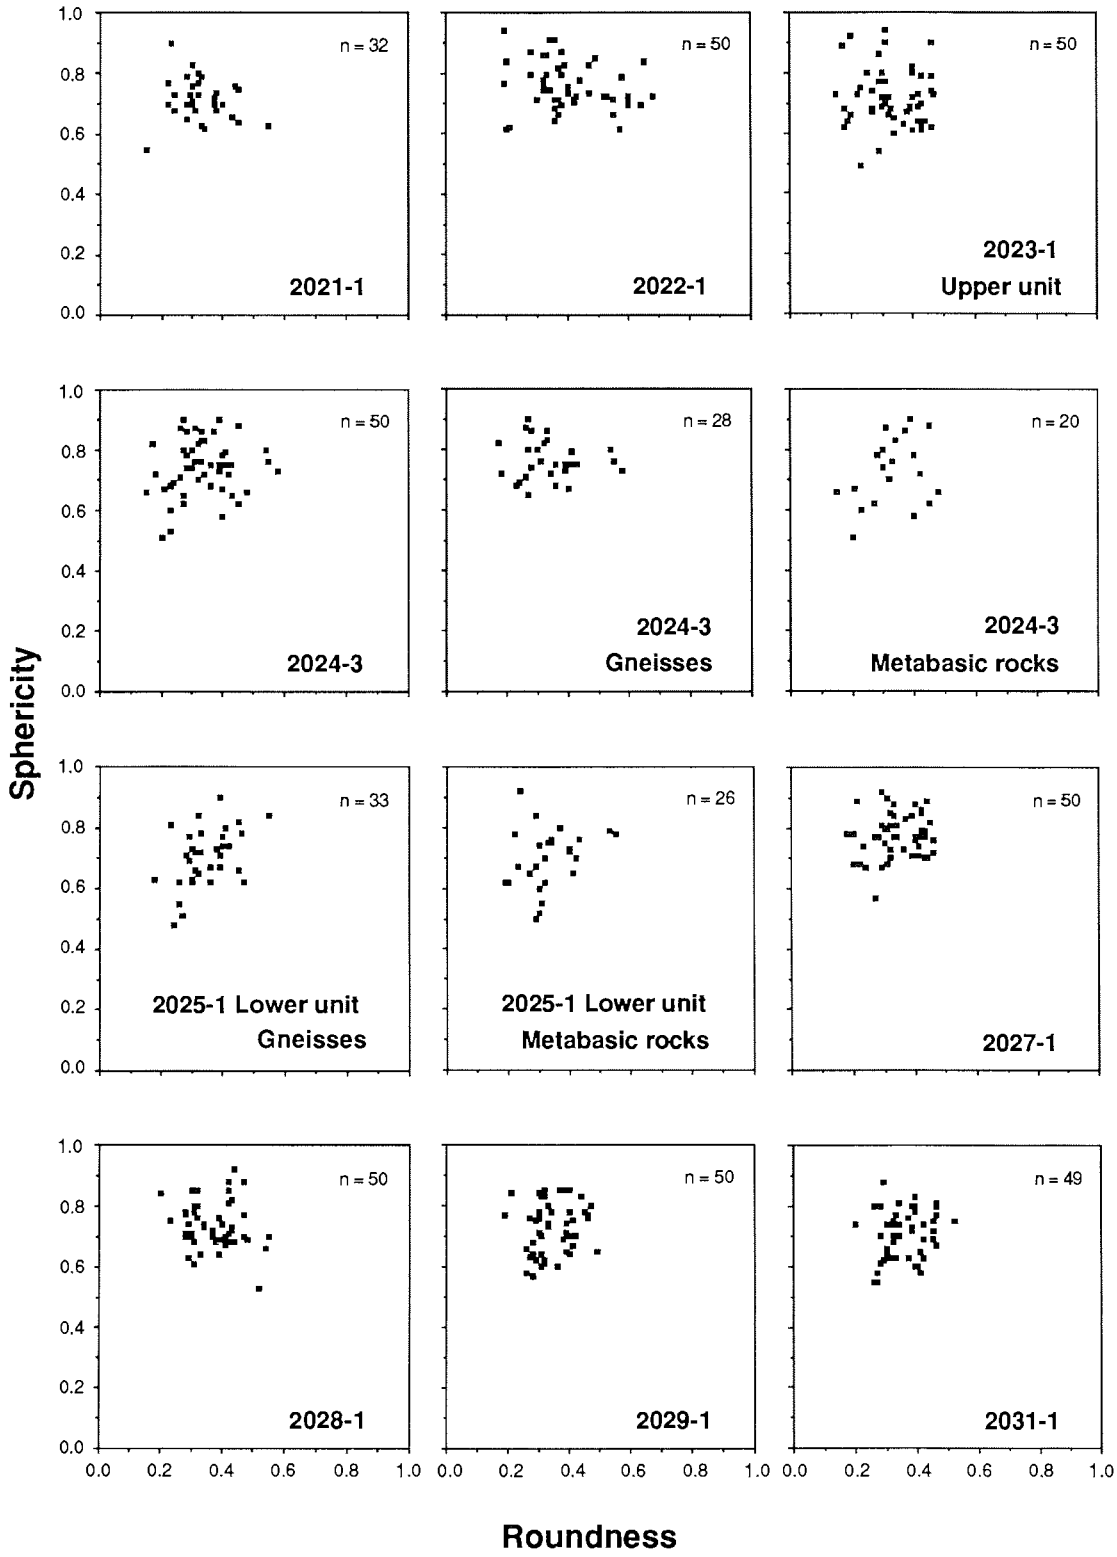 1.0
0.8
0.6
0.4
0.2
0.0
n = 32
2021-1
n = 50
2022-1
n = 50
2023-1
Upper unit
1.0
0.8
0.6
0.4
0.2
0.0
n = 50
2024-3
n = 28
2024-3
Gneisses
n = 20
2024-3
Metabasic rocks
Sphericity
1.0
0.8
0.6
0.4
0.2
0.0
n = 33
2025-1 Lower unit
Gneisses
n = 26
2025-1 Lower unit
Metabasic rocks
n = 50
2027-1
1.0
0.8
0.6
0.4
0.2
0.0
n = 50
2028-1
n = 50
2029-1
n = 49
2031-1
0.0 0.2 0.4 0.6 0.8 1.0
0.0 0.2 0.4 0.6 0.8 1.0
0.0 0.2 0.4 0.6 0.8 1.0
Roundness